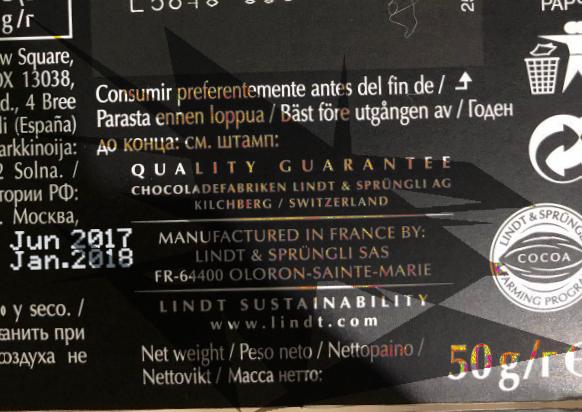 g/r
w Square,
OX 13038,
d., 4 Bree
li (España)
arkkinoija:
2 Solna. /
тории РФ:
. Москва,
Jun 2017
Jan.2018
o y seco. /
анить при
оздуха не
Consumir preferentemente antes del fin de /
Parasta ennen loppua / Bäst före utgången av / Годен
до конца: см. штамп:
QUALITY GUARANTEE
CHOCOLADEFABRIKEN LINDT & SPRÜNGLI AG
KILCHBERG / SWITZERLAND
MANUFACTURED IN FRANCE BY:
LINDT & SPRÜNGLI SAS
FR-64400 OLORON-SAINTE-MARIE
LINDT SUSTAINABILITY
www.lindt.com
Net weight / Peso neto / Nettopaino /
Nettovikt / Масса нетто:
50 g/г
PAP
LINDT & SPRÜNGLI
COCOA
FARMING PROGR